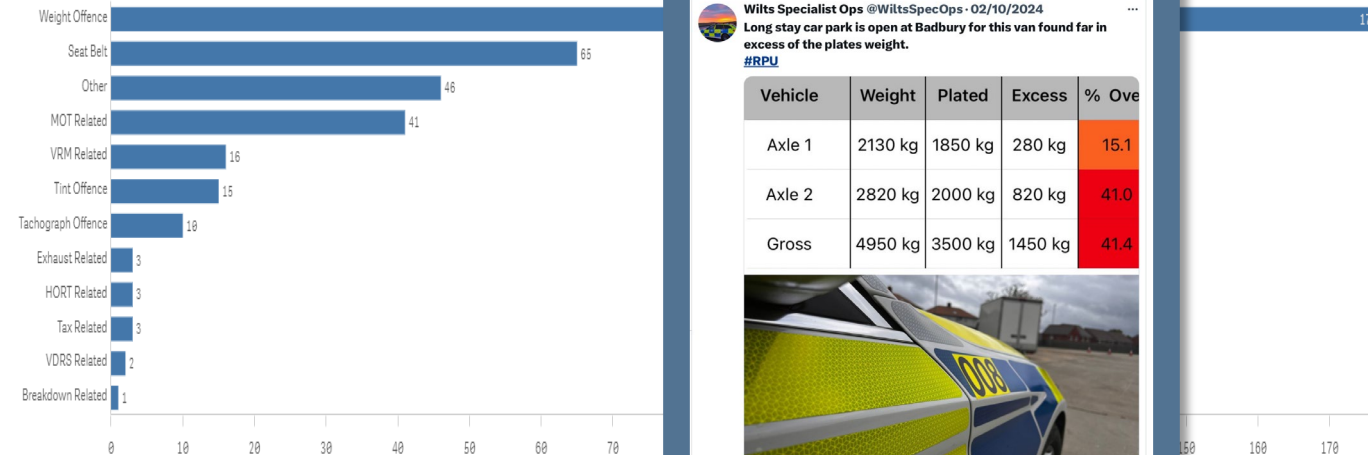 Weight Offence
Seat Belt 65
Other 46
MOT Related 41
VRM Related 16
Tint Offence 15
Tachograph Offence 10
Exhaust Related 3
HORT Related 3
Tax Related 3
VDRS Related 2
Breakdown Related 1
0 10 20 30 40 50 60 70
Wilts Specialist Ops @WiltsSpecOps · 02/10/2024 ...
Long stay car park is open at Badbury for this van found far in
excess of the plates weight.
#RPU
Vehicle Weight Plated Excess %
Axle 1 2130 kg 1850 kg 280 kg 15.1
Axle 2 2820 kg 2000 kg 820 kg 41.0
Gross 4950 kg 3500 kg 1450 kg 41.4
008
150 160 170